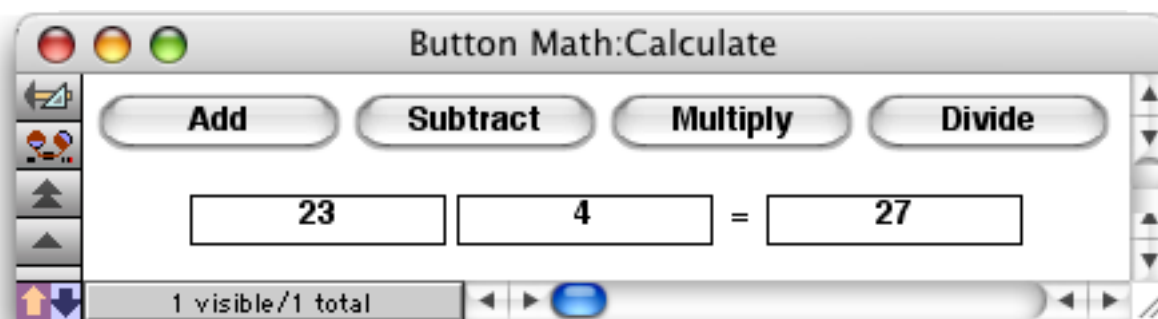 Button Math:Calculate
Add Subtract Multiply Divide
23 4 = 27
1 visible/1 total